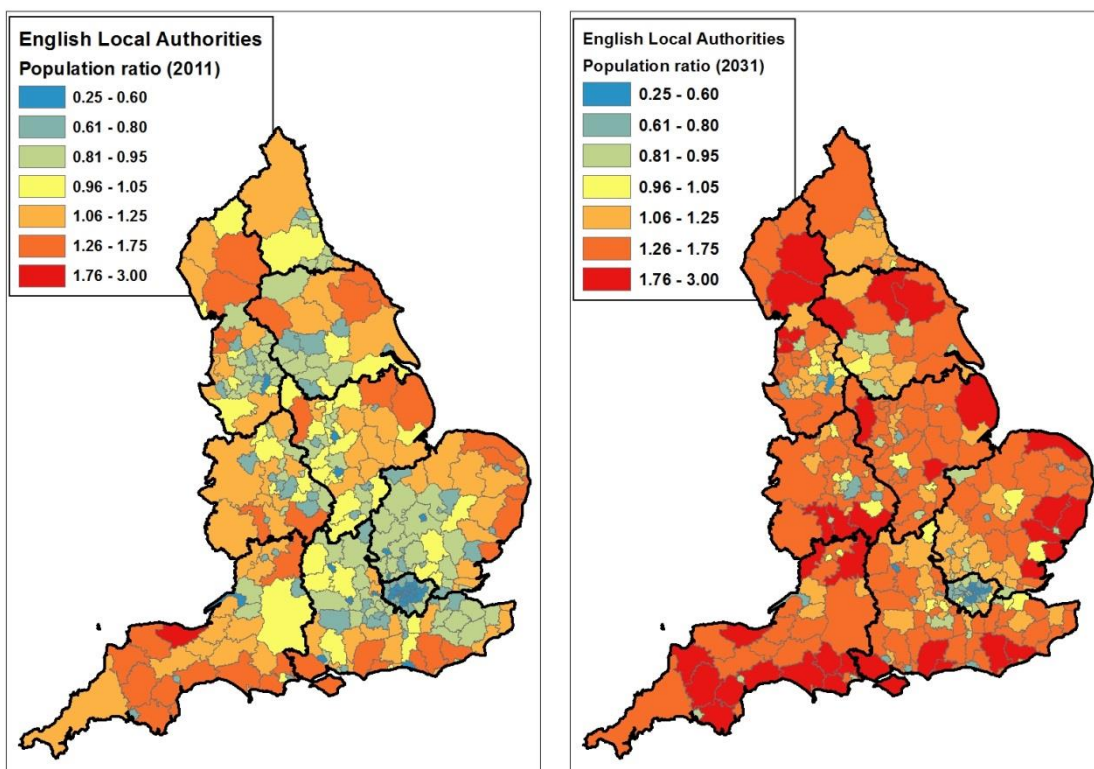 English Local Authorities
Population ratio (2011)
0.25 - 0.60
0.61 - 0.80
0.81 - 0.95
0.96 - 1.05
1.06 - 1.25
1.26 - 1.75
1.76 - 3.00
English Local Authorities
Population ratio (2031)
0.25 - 0.60
0.61 - 0.80
0.81 - 0.95
0.96 - 1.05
1.06 - 1.25
1.26 - 1.75
1.76 - 3.00